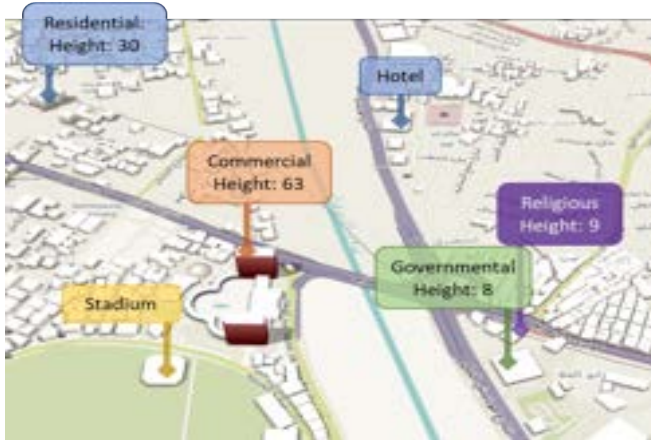 Residential:
Height: 30
Hotel
Commercial
Height: 63
Religious
Height: 9
Governmental
Height: 8
Stadium